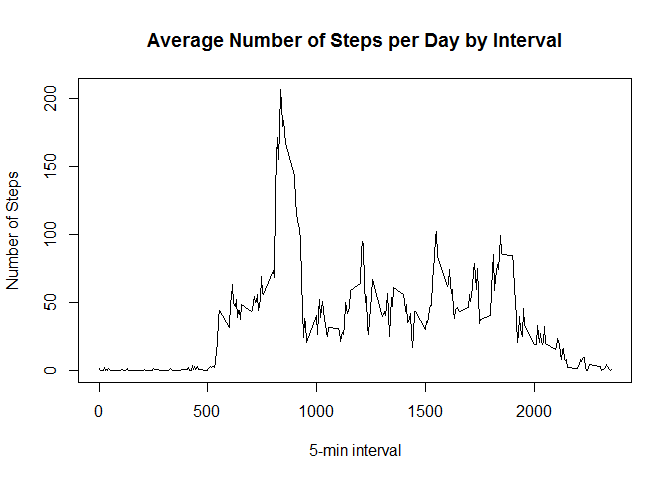 Average Number of Steps per Day by Interval
Number of Steps
200
150
100
50
0
0 500 1000 1500 2000
5-min interval